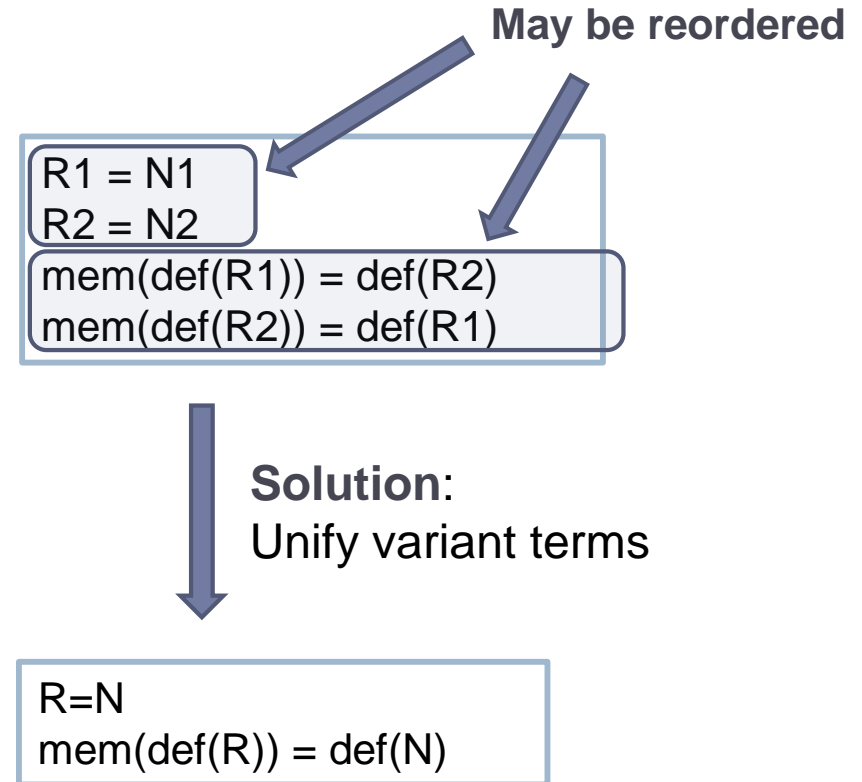 May be reordered
R1 = N1
R2 = N2
mem(def(R1)) = def(R2)
mem(def(R2)) = def(R1)
Solution:
Unify variant terms
R=N
mem(def(R)) = def(N)